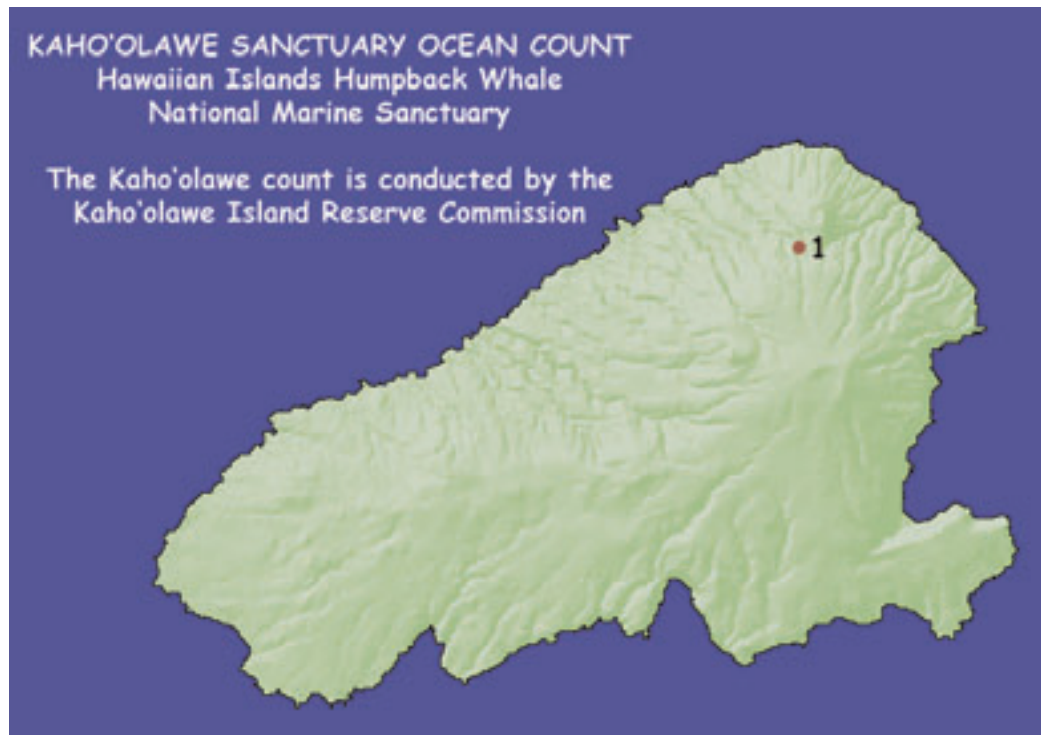 KAHO'OLAWE SANCTUARY OCEAN COUNT
Hawaiian Islands Humpback Whale
National Marine Sanctuary
The Kaho'olawe count is conducted by the
Kaho'olawe Island Reserve Commission
1